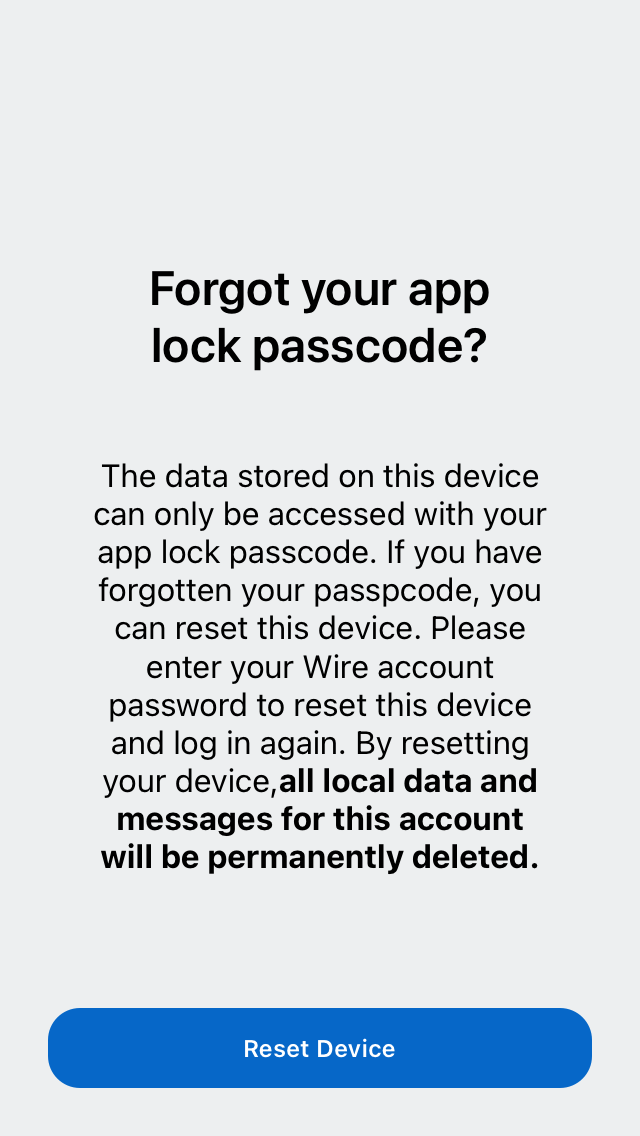 Forgot your app
lock passcode?
The data stored on this device
can only be accessed with your
app lock passcode. If you have
forgotten your passpcode, you
can reset this device. Please
enter your Wire account
password to reset this device
and log in again. By resetting
your device,all local data and
messages for this account
will be permanently deleted.
Reset Device